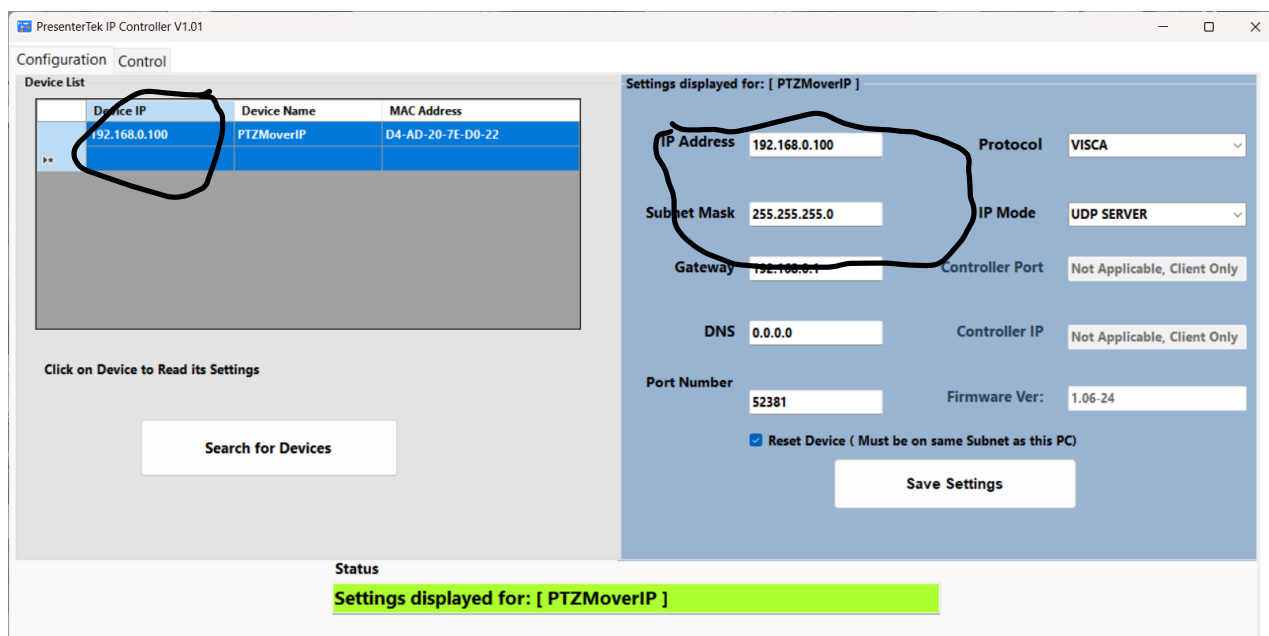 PresenterTek IP Controller V1.01
Configuration Control
Device List
Device IP Device Name MAC Address
192.168.0.100 PTZMoverIP D4-AD-20-7E-D0-22
Click on Device to Read its Settings
Search for Devices
Settings displayed for: [ PTZMoverIP ]
IP Address 192.168.0.100 Protocol VISCA
Subnet Mask 255.255.255.0 IP Mode UDP SERVER
Gateway 192.168.0.1 Controller Port Not Applicable, Client Only
DNS 0.0.0.0 Controller IP Not Applicable, Client Only
Port Number 52381 Firmware Ver: 1.06-24
Reset Device ( Must be on same Subnet as this PC)
Save Settings
Status
Settings displayed for: [ PTZMoverIP ]